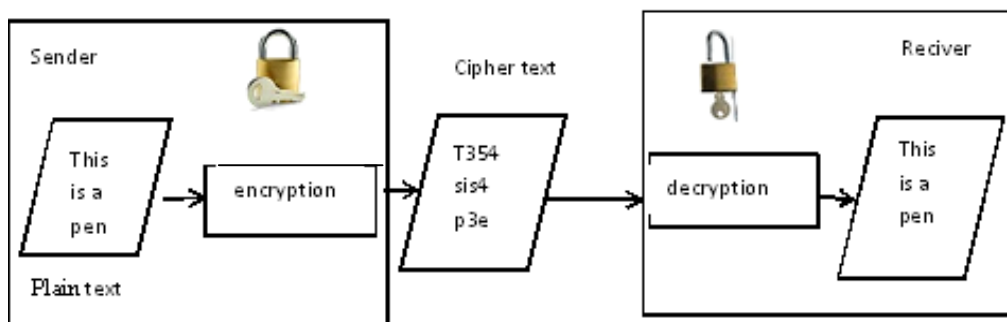 Sender
This
is a
pen
Plain text
encryption
Cipher text
T354
sis4
p3e
Reciver
decryption
This
is a
pen